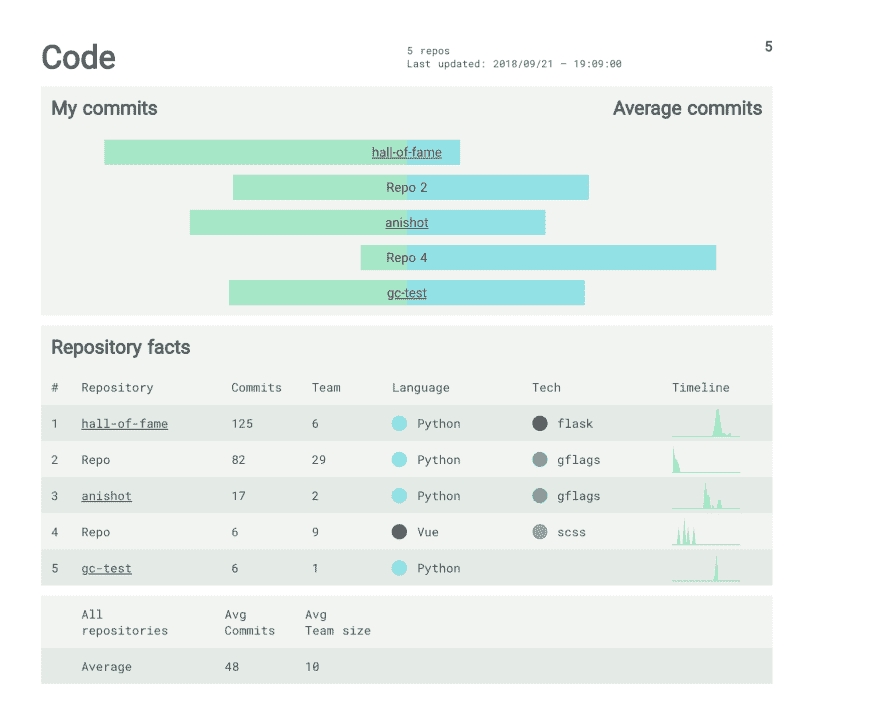 Code
5 repos
Last updated: 2018/09/21 – 19:09:00
5
My commits
Average commits
hall-of-fame
Repo 2
anishot
Repo 4
gc-test
Repository facts
# Repository Commits Team Language Tech Timeline
1 hall-of-fame 125 6 Python flask
2 Repo 82 29 Python gflags
3 anishot 17 2 Python gflags
4 Repo 6 9 Vue scss
5 gc-test 6 1 Python
All Avg Avg
repositories Commits Team size
Average 48 10